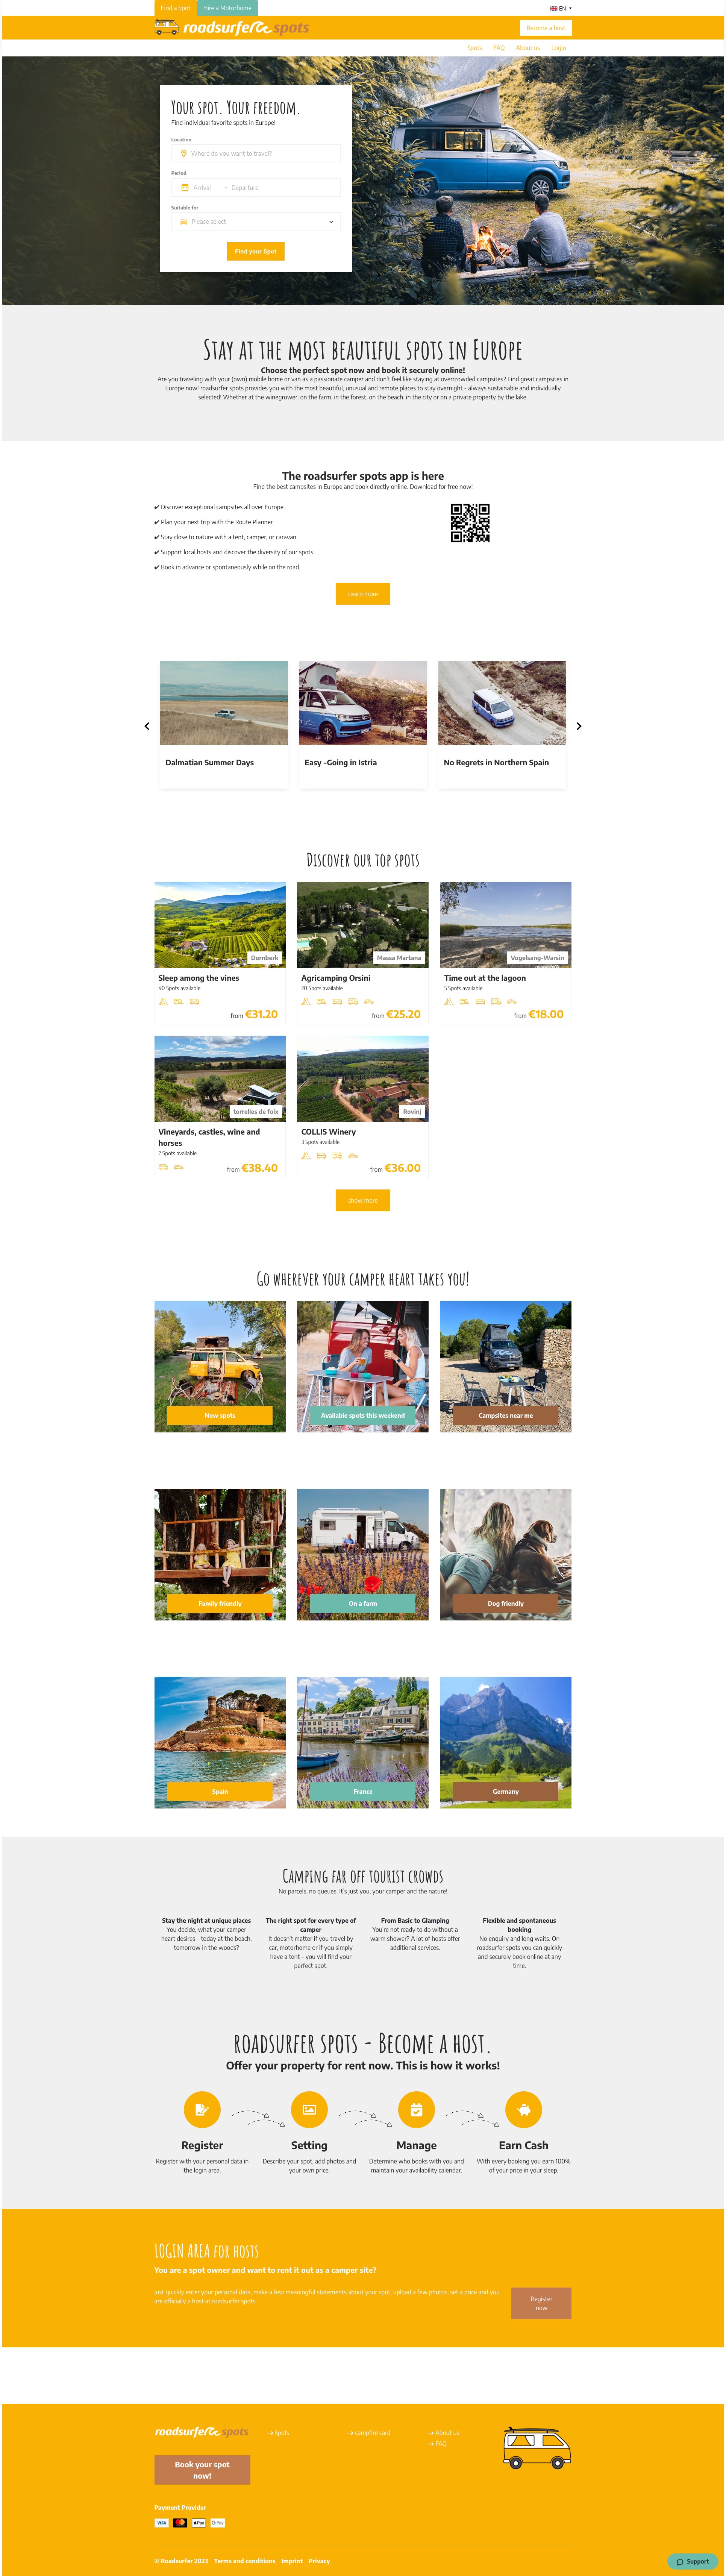 Find a Spot
Hire a Motorhome
EN
roadsurfer spots
Become a host
Spots
FAQ
About us
Login
Your spot. Your freedom.
Find individual favorite spots in Europe!
Location
Where do you want to travel?
Period
Arrival
Departure
Suitable for
Please select
Find your Spot
Stay at the most beautiful spots in Europe
Choose the perfect spot now and book it securely online!
Are you traveling with your (own) mobile home or van as a passionate camper and don't feel like staying at overcrowded campsites? Find great campsites in
Europe now! roadsurfer spots provides you with the most beautiful, unusual and remote places to stay overnight - always sustainable and individually
selected! Whether at the winegrower, on the farm, in the forest, on the beach, in the city or on a private property by the lake.
The roadsurfer spots app is here
Find the best campsites in Europe and book directly online. Download for free now!
✔ Discover exceptional campsites all over Europe.
✔ Plan your next trip with the Route Planner
✔ Stay close to nature with a tent, camper, or caravan.
✔ Support local hosts and discover the diversity of our spots.
✔ Book in advance or spontaneously while on the road.
Learn more
Dalmatian Summer Days
Easy -Going in Istria
No Regrets in Northern Spain
Discover our top spots
Dornberk
Sleep among the vines
40 Spots available
from €31.20
Massa Martana
Agricamping Orsini
20 Spots available
from €25.20
Vogelsang-Warsin
Time out at the lagoon
5 Spots available
from €18.00
torrelles de foix
Vineyards, castles, wine and
horses
2 Spots available
from €38.40
Rovinj
COLLIS Winery
3 Spots available
from €36.00
show more
Go wherever your camper heart takes you!
New spots
Available spots this weekend
Campsites near me
Family friendly
On a farm
Dog friendly
Spain
France
Germany
Camping far off tourist crowds
No parcels, no queues. It's just you, your camper and the nature!
Stay the night at unique places
You decide, what your camper
heart desires – today at the beach,
tomorrow in the woods?
The right spot for every type of
camper
It doesn't matter if you travel by
car, motorhome or if you simply
have a tent – you will find your
perfect spot.
From Basic to Glamping
You're not ready to do without a
warm shower? A lot of hosts offer
additional services.
Flexible and spontaneous
booking
No enquiry and long waits. On
roadsurfer spots you can quickly
and securely book online at any
time.
roadsurfer spots - Become a host.
Offer your property for rent now. This is how it works!
Register
Register with your personal data in
the login area.
Setting
Describe your spot, add photos and
your own price.
Manage
Determine who books with you and
maintain your availability calendar.
Earn Cash
With every booking you earn 100%
of your price in your sleep.
LOGIN AREA for hosts
You are a spot owner and want to rent it out as a camper site?
Just quickly enter your personal data, make a few meaningful statements about your spot, upload a few photos, set a price and you
are officially a host at roadsurfer spots.
Register
now
roadsurfer spots
Book your spot
now!
→ Spots
→ campfire card
→ About us
→ FAQ
Payment Provider
VISA
Pay
G Pay
© Roadsurfer 2023
Terms and conditions
Imprint
Privacy
Support